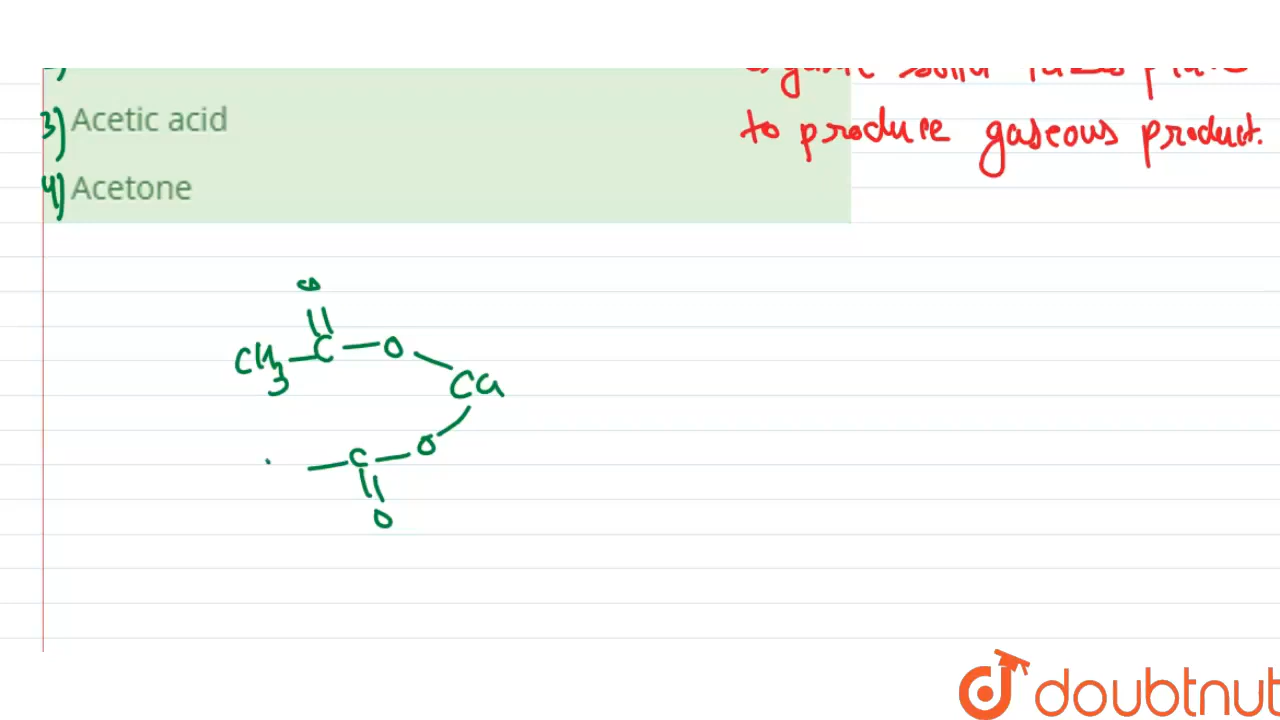 to produce gaseous product.
3) Acetic acid
4) Acetone
O
CH3 C O
Ca
C O
O
doubtnut